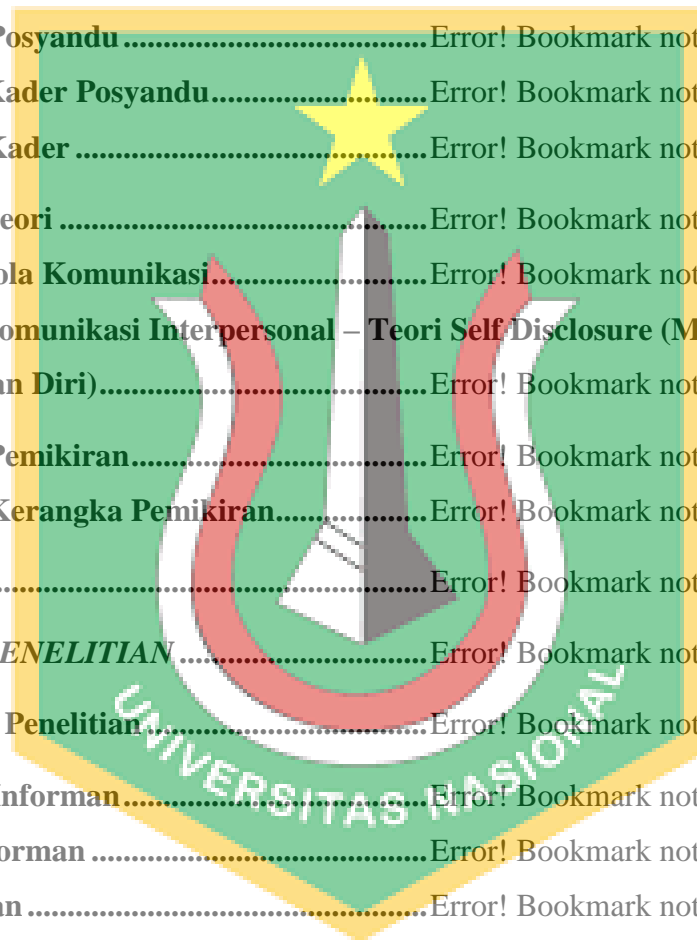 Posyandu ....................................... Error! Bookmark not
Kader Posyandu............................ Error! Bookmark not
Kader ............................................. Error! Bookmark not
eori ............................................... Error! Bookmark not
ola Komunikasi............................ Error! Bookmark not
omunikasi Interpersonal – Teori Self Disclosure (M
an Diri).......................................... Error! Bookmark not
Pemikiran...................................... Error! Bookmark not
Kerangka Pemikiran.................... Error! Bookmark not
....................................................... Error! Bookmark not
ENELITIAN ................................ Error! Bookmark not
Penelitian.................................... Error! Bookmark not
Informan....................................... Error! Bookmark not
orman ........................................... Error! Bookmark not
an ................................................... Error! Bookmark not
UNIVERSITAS NASIONAL